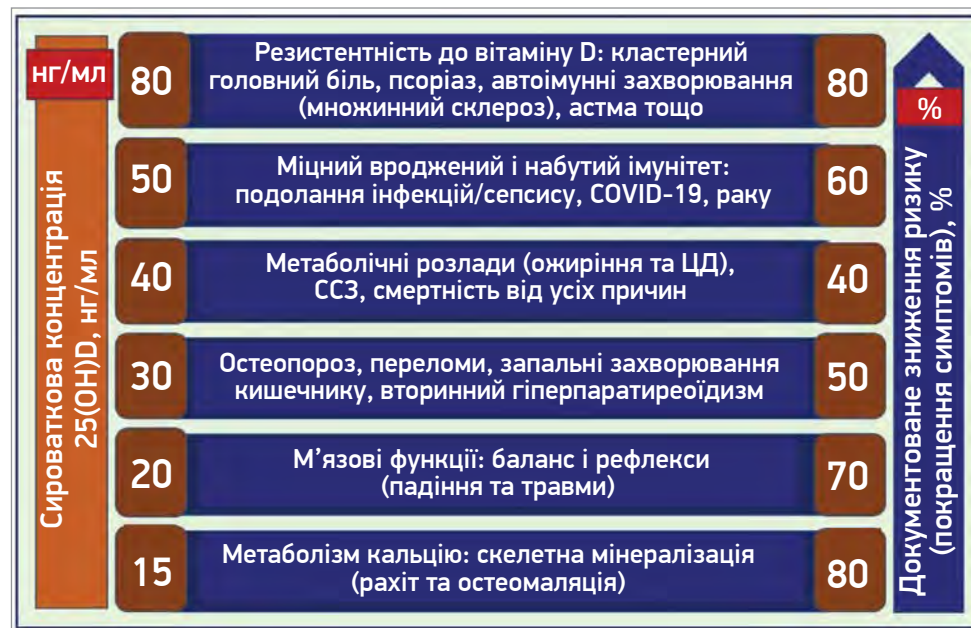 нг/мл
Сироваткова концентрація
25(OH)D, нг/мл
80
Резистентність до вітаміну D: кластерний
головний біль, псоріаз, автоімунні захворювання
(множинний склероз), астма тощо
80
50
Міцний вроджений і набутий імунітет:
подолання інфекцій/сепсису, COVID-19, раку
60
40
Метаболічні розлади (ожиріння та ЦД),
ССЗ, смертність від усіх причин
40
30
Остеопороз, переломи, запальні захворювання
кишечнику, вторинний гіперпаратиреоїдизм
50
20
М’язові функції: баланс і рефлекси
(падіння та травми)
70
15
Метаболізм кальцію: скелетна мінералізація
(рахіт та остеомаляція)
80
%
Документоване зниження ризику
(покращення симптомів), %